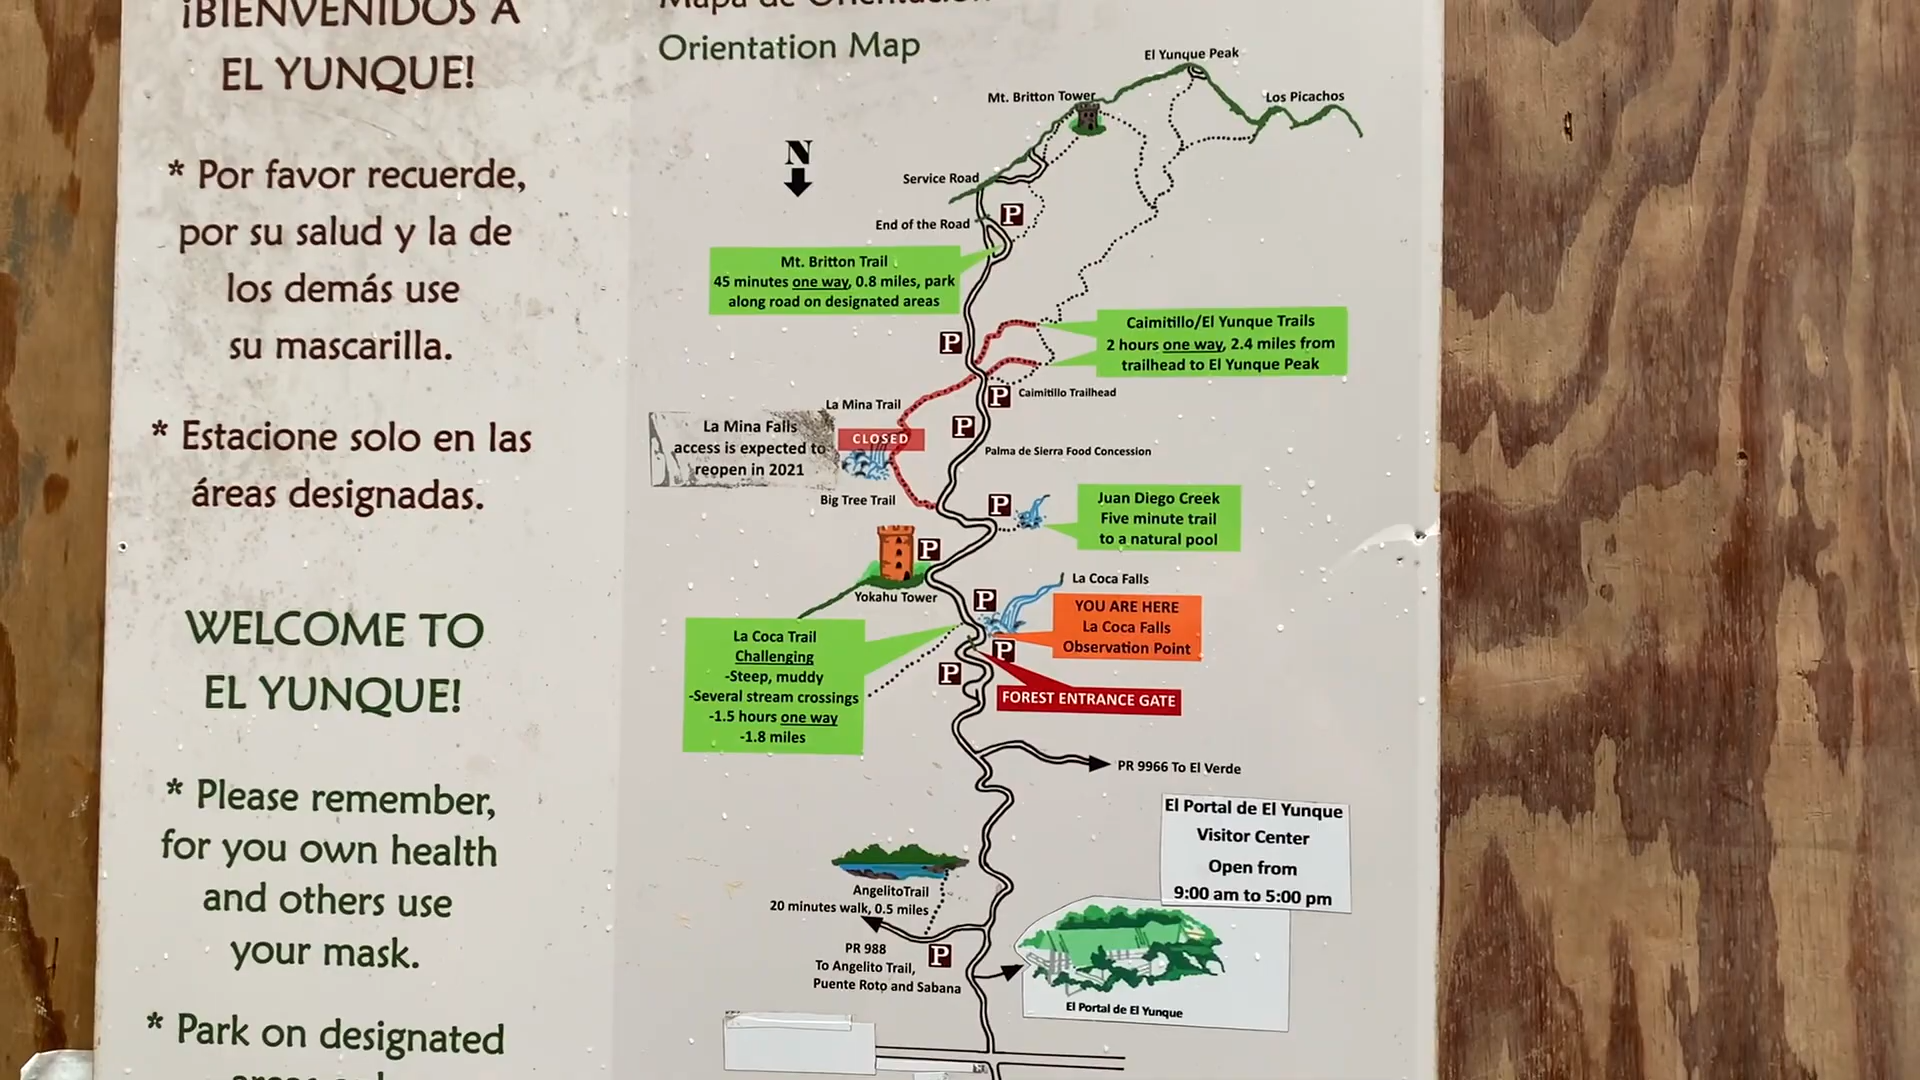 ¡BIENVENIDOS A
EL YUNQUE!
* Por favor recuerde,
por su salud y la de
los demás use
su mascarilla.
* Estacione solo en las
áreas designadas.
WELCOME TO
EL YUNQUE!
* Please remember,
for you own health
and others use
your mask.
* Park on designated
Mapa de Orientación
Orientation Map
El Yunque Peak
Mt. Britton Tower
Los Picachos
N
Service Road
P
End of the Road
Mt. Britton Trail
45 minutes one way, 0.8 miles, park
along road on designated areas
P
Caimitillo/El Yunque Trails
2 hours one way, 2.4 miles from
trailhead to El Yunque Peak
P
Caimitillo Trailhead
La Mina Trail
La Mina Falls
access is expected to
reopen in 2021
CLOSED
P
Palma de Sierra Food Concession
Big Tree Trail
P
Juan Diego Creek
Five minute trail
to a natural pool
P
Yokahu Tower
La Coca Falls
P
YOU ARE HERE
La Coca Falls
Observation Point
P
La Coca Trail
Challenging
-Steep, muddy
-Several stream crossings
-1.5 hours one way
-1.8 miles
P
FOREST ENTRANCE GATE
PR 9966 To El Verde
El Portal de El Yunque
Visitor Center
Open from
9:00 am to 5:00 pm
AngelitoTrail
20 minutes walk, 0.5 miles
P
PR 988
To Angelito Trail,
Puente Roto and Sabana
El Portal de El Yunque